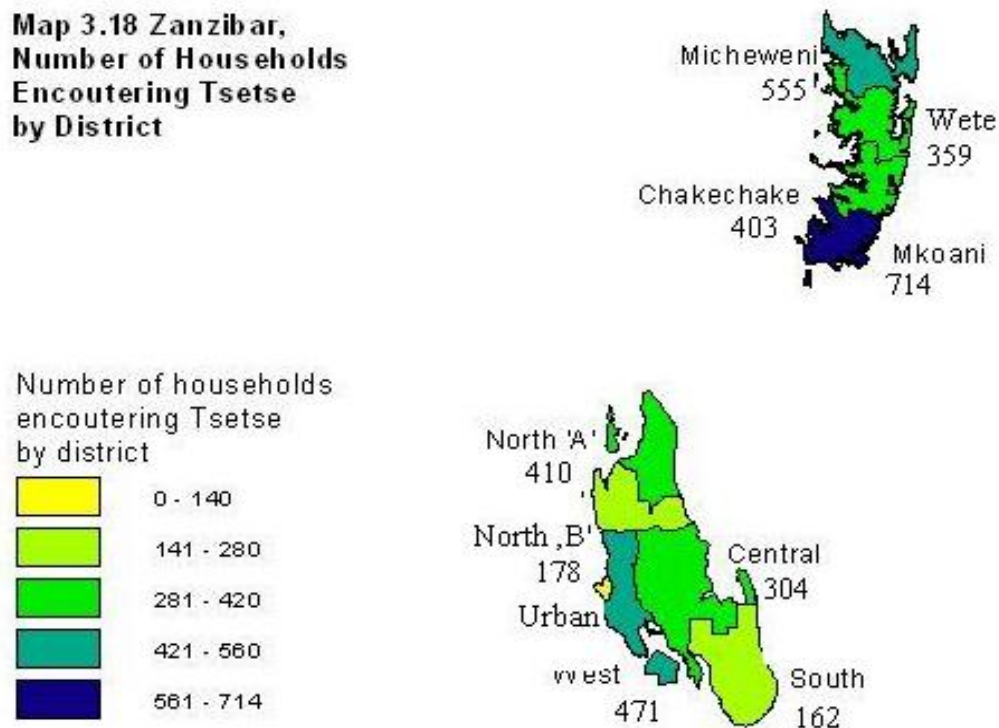 Map 3.18 Zanzibar,
Number of Households
Encoutering Tsetse
by District
Micheweni
555
Wete
359
Chakechake
403
Mkoani
714
Number of households
encoutering Tsetse
by district
0 - 140
141 - 280
281 - 420
421 - 560
561 - 714
North 'A'
410
North ,B'
178
Urban
Central
304
West
471
South
162